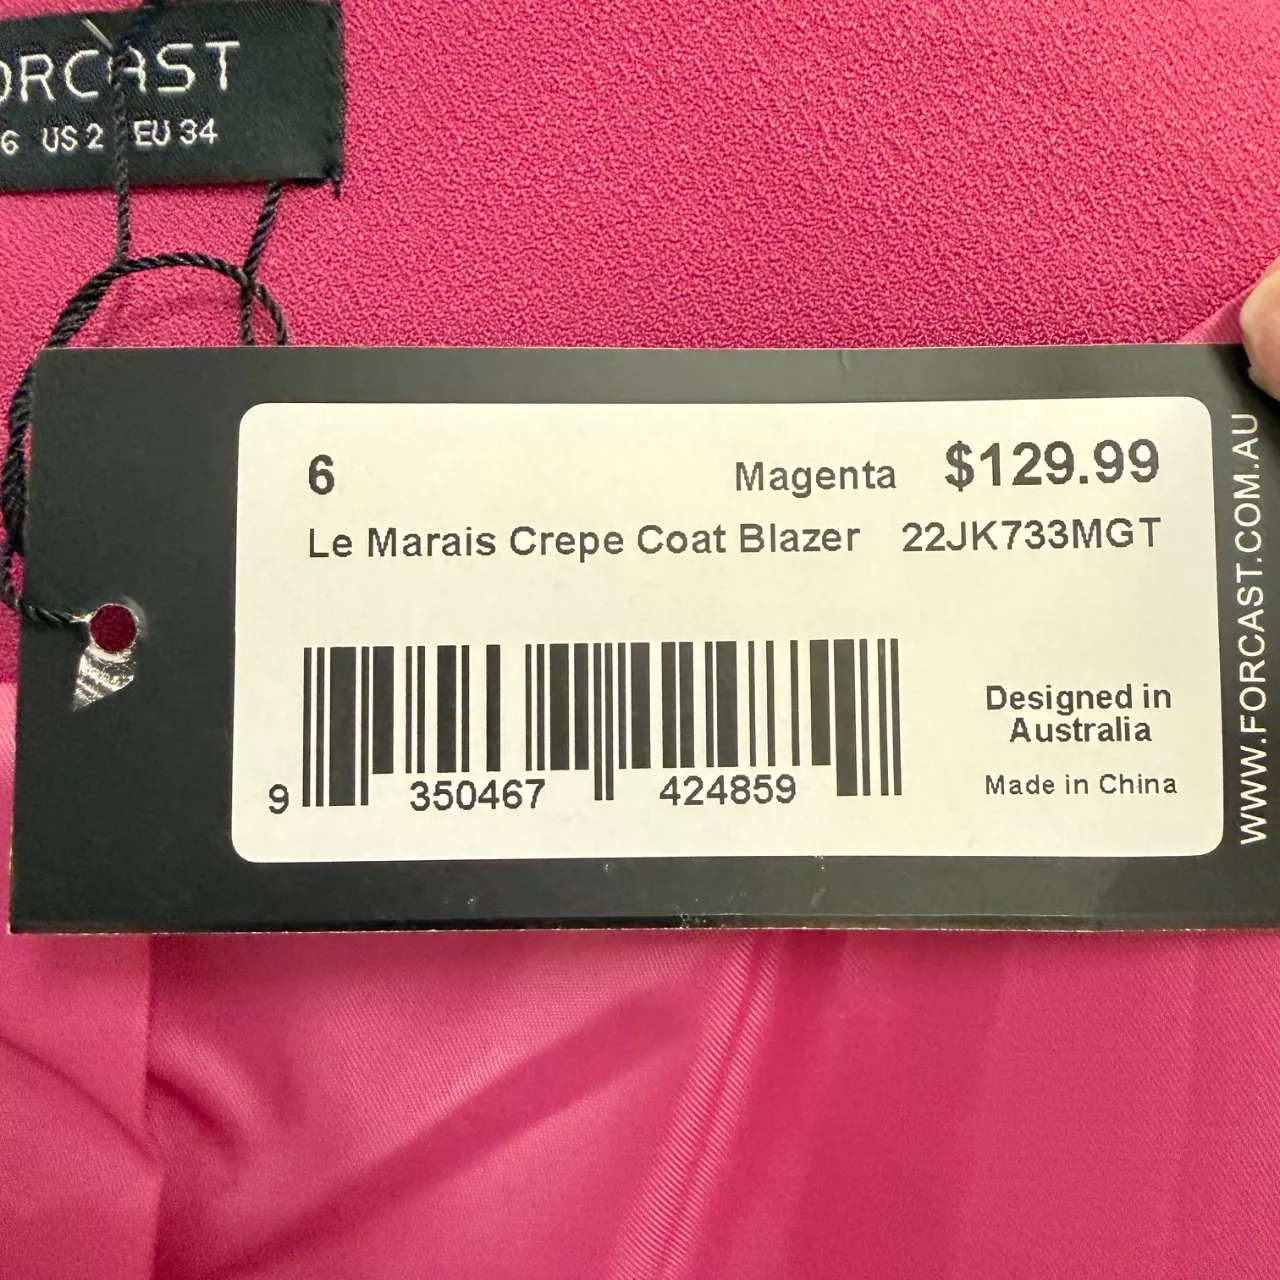 ORCAST
6 US 2 EU 34
6 Magenta $129.99
Le Marais Crepe Coat Blazer 22JK733MGT
Designed in
Australia
Made in China
9 350467 424859
WWW.FORCAST.COM.AU